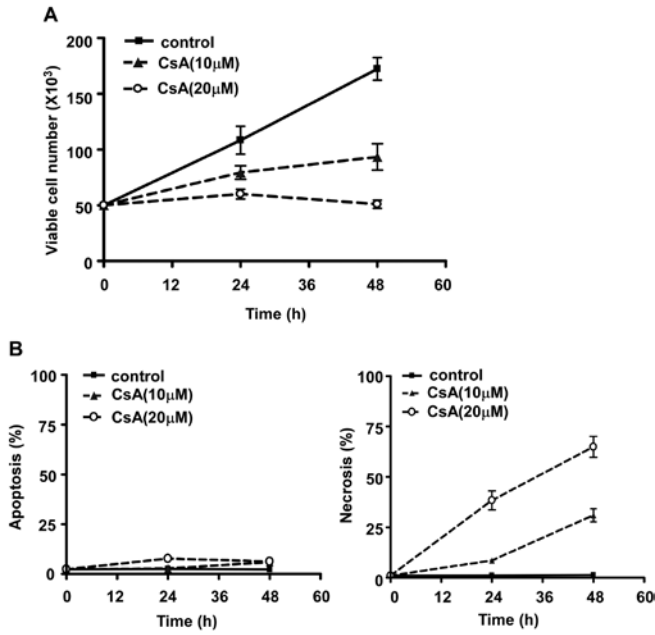 A
control
CsA(10μM)
CsA(20μM)
Viable cell number (X10³)
200
150
100
50
0
0 12 24 36 48 60
Time (h)
B
control
CsA(10μM)
CsA(20μM)
Apoptosis (%)
100
75
50
25
0
0 12 24 36 48 60
Time (h)
control
CsA(10μM)
CsA(20μM)
Necrosis (%)
100
75
50
25
0
0 12 24 36 48 60
Time (h)